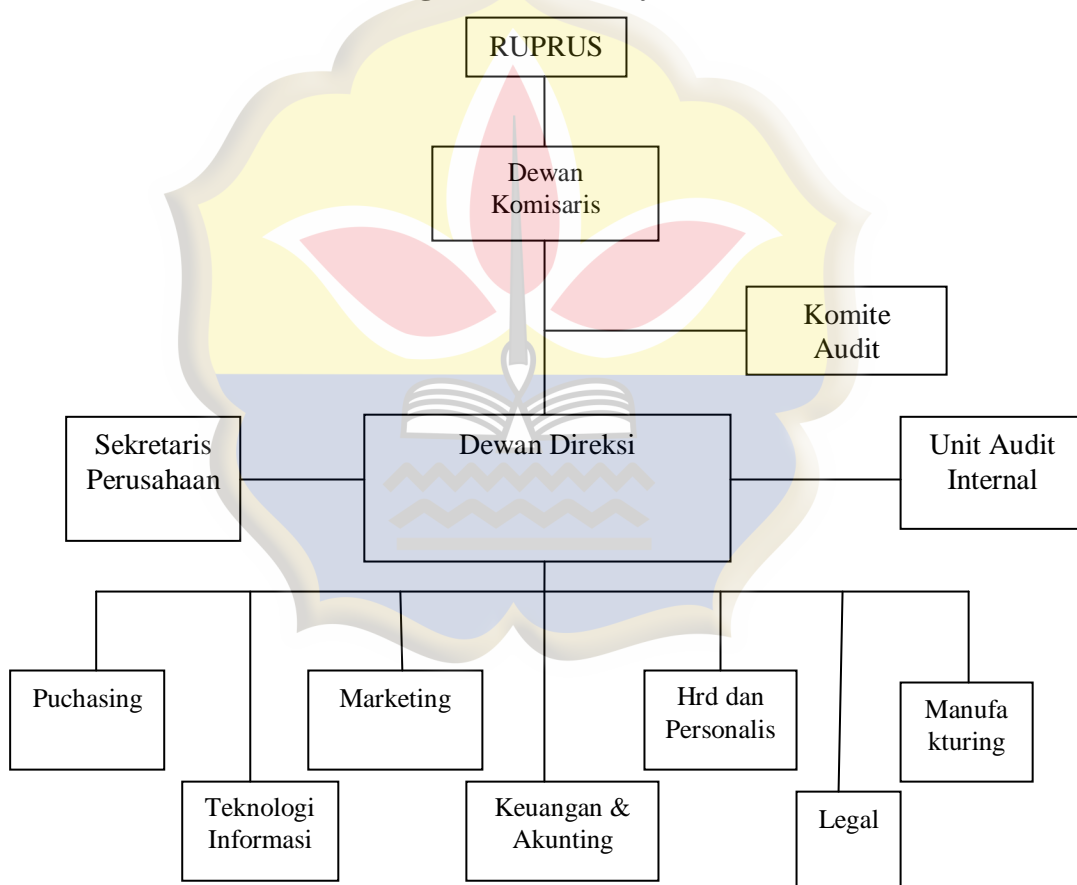 RUPRUS
Dewan
Komisaris
Komite
Audit
Sekretaris
Perusahaan
Dewan Direksi
Unit Audit
Internal
Puchasing
Marketing
Hrd dan
Personalis
Manufa
kturing
Teknologi
Informasi
Keuangan &
Akunting
Legal